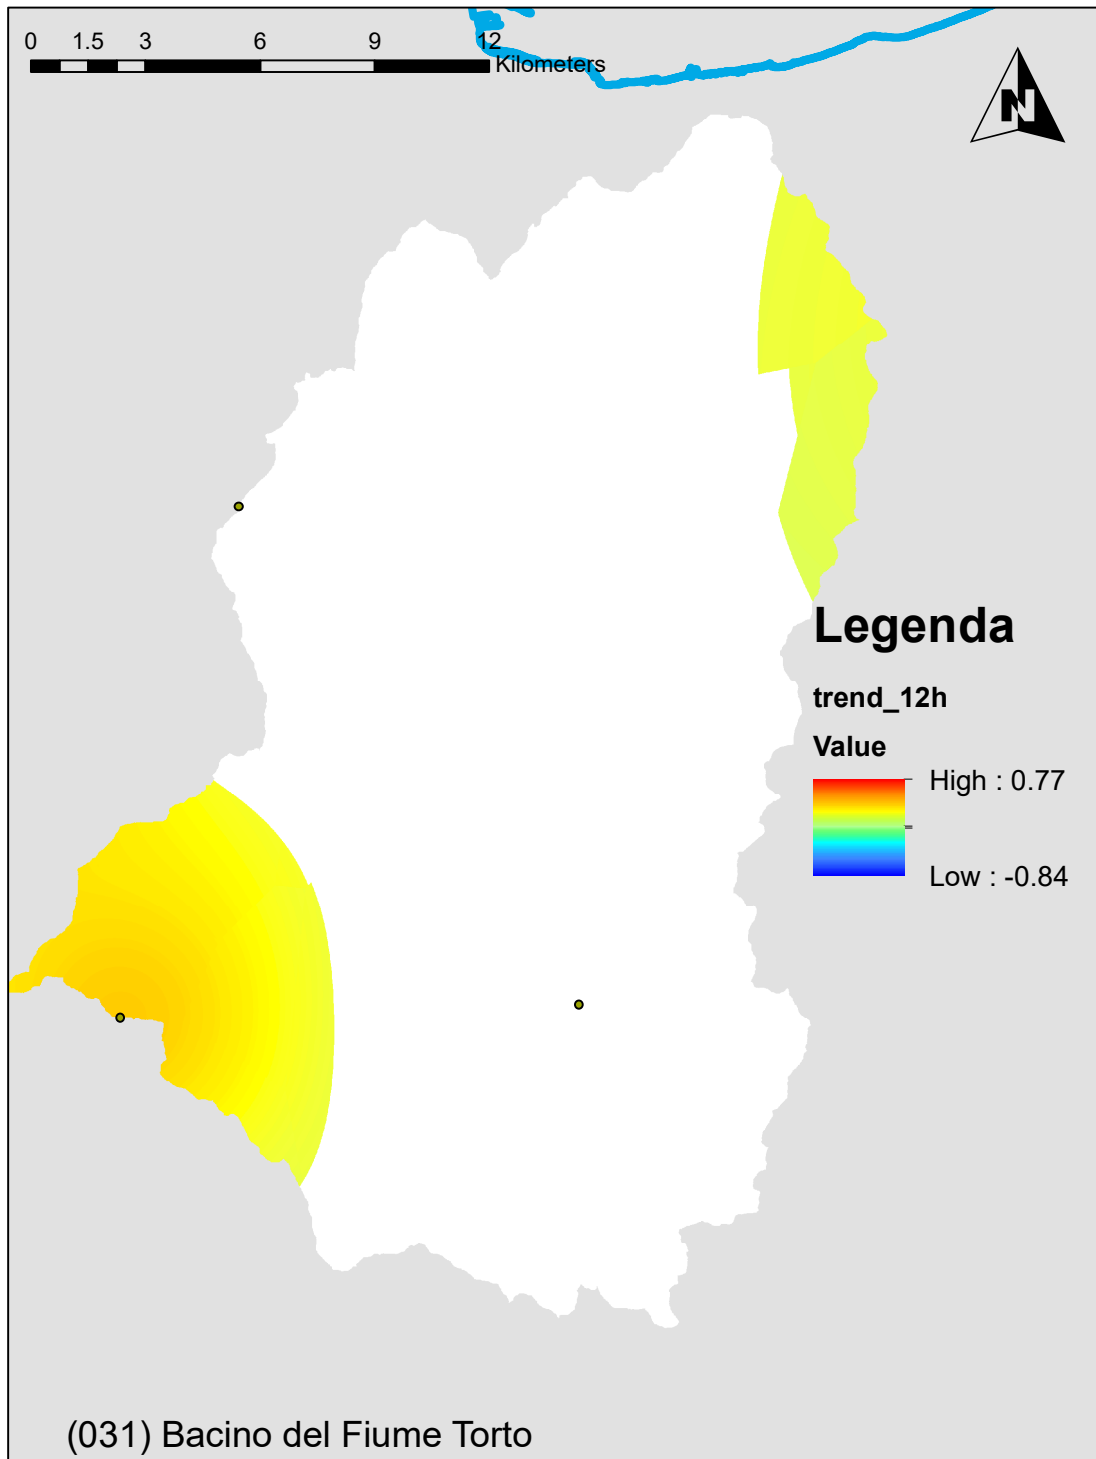 0 1.5 3 6 9 12
Kilometers
N
Legenda
trend_12h
Value
High : 0.77
Low : -0.84
(031) Bacino del Fiume Torto